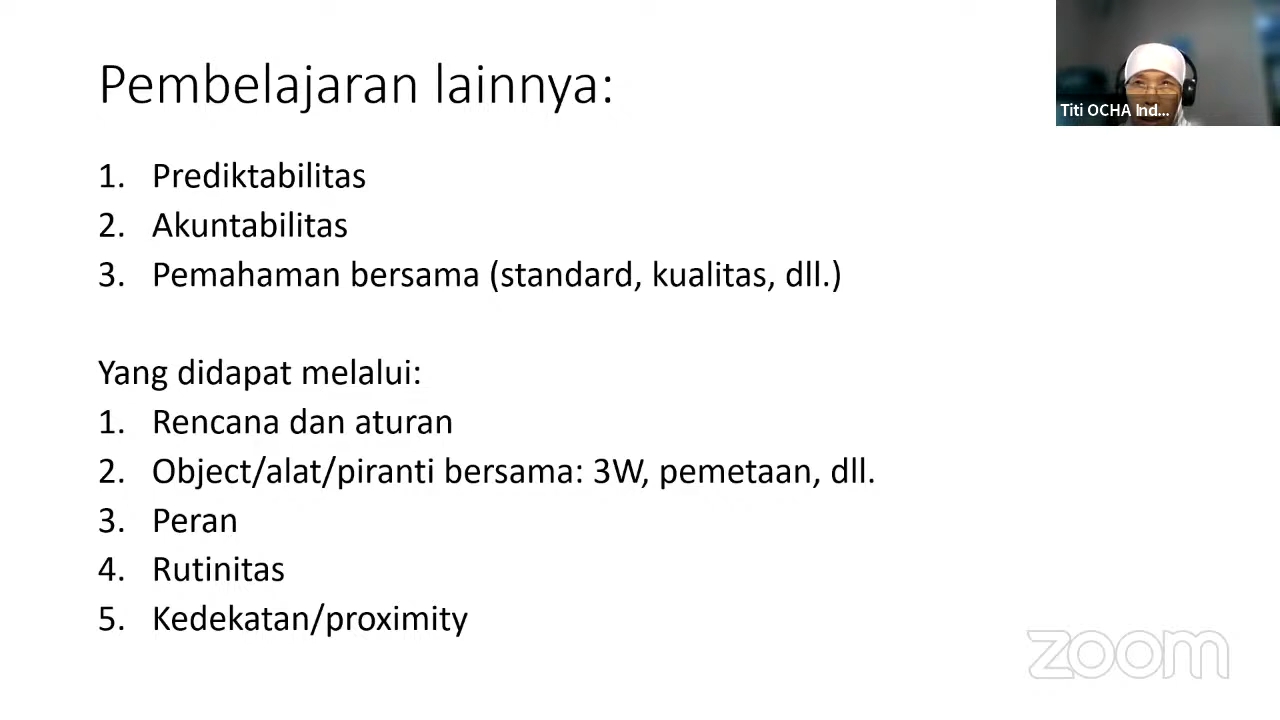 Pembelajaran lainnya:
Titi OCHA Ind...
1. Prediktabilitas
2. Akuntabilitas
3. Pemahaman bersama (standard, kualitas, dll.)
Yang didapat melalui:
1. Rencana dan aturan
2. Object/alat/piranti bersama: 3W, pemetaan, dll.
3. Peran
4. Rutinitas
5. Kedekatan/proximity
zoom